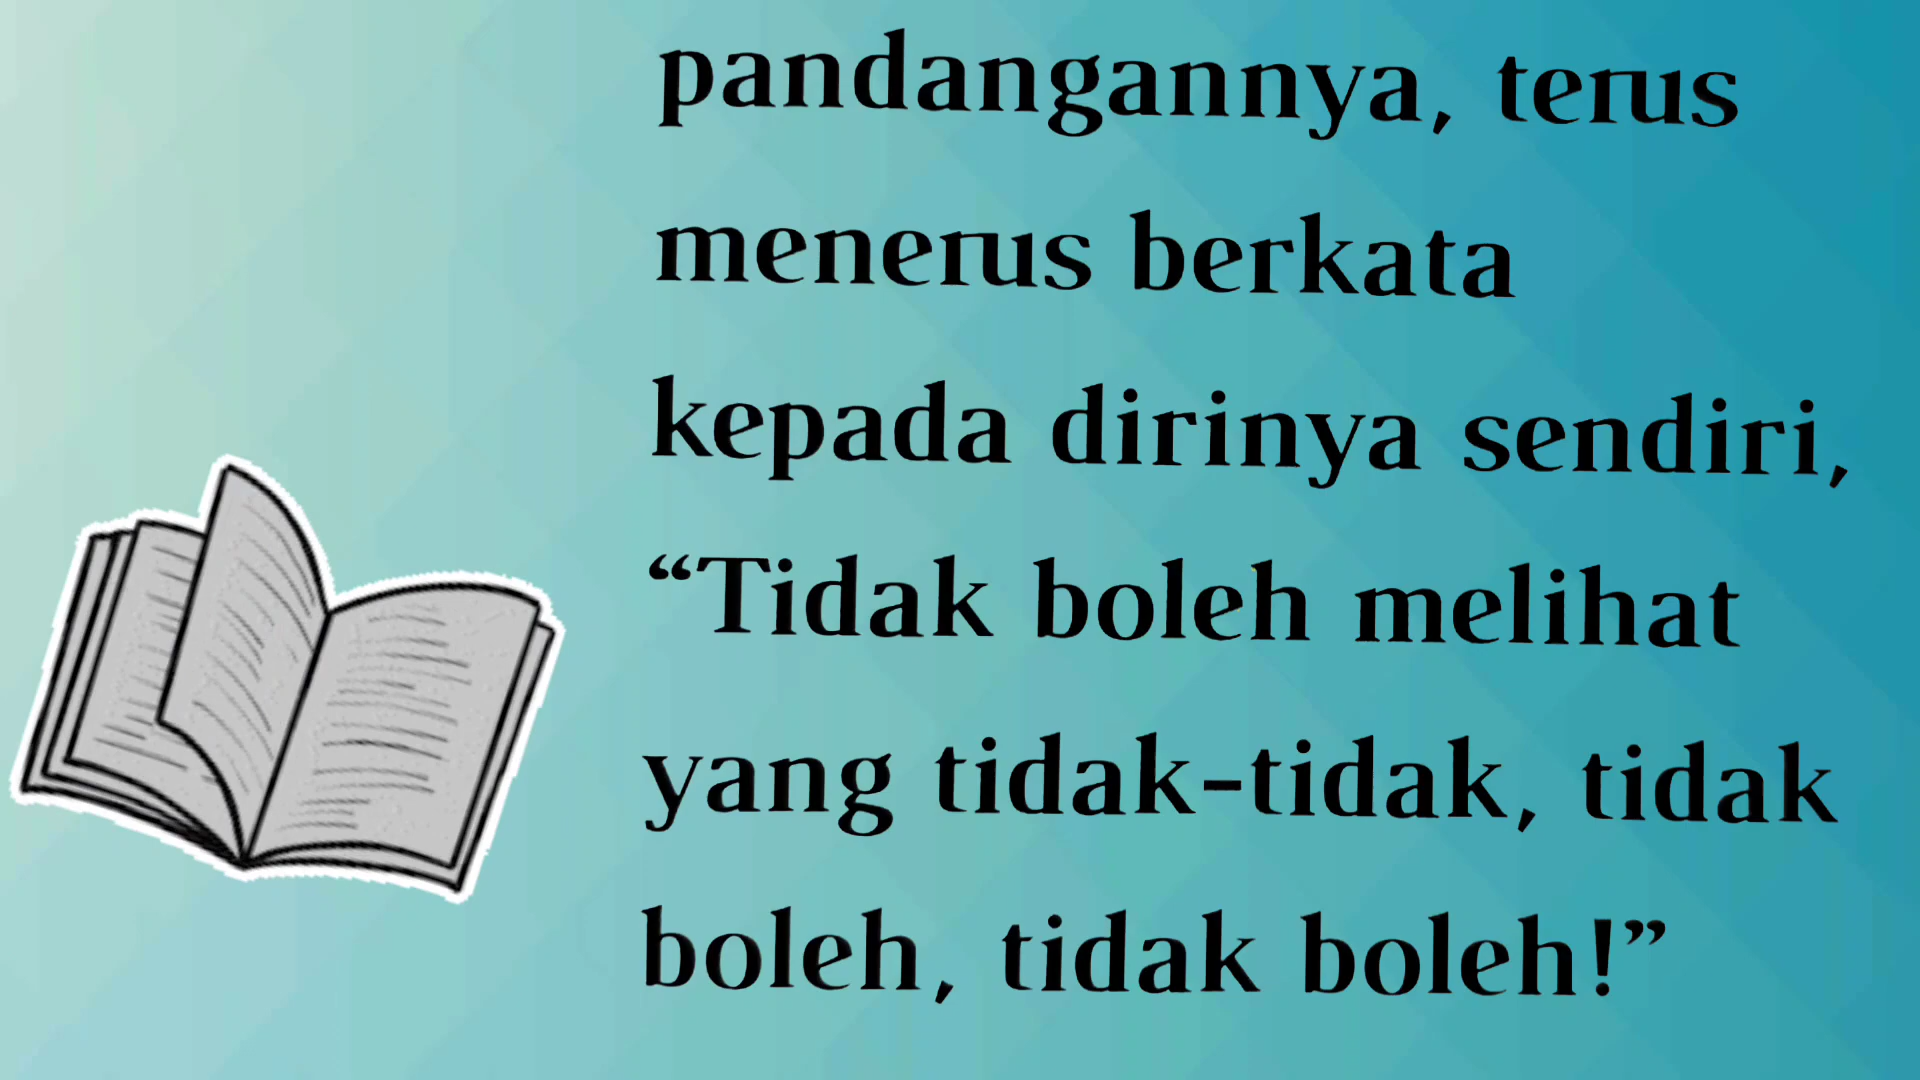 pandangannya, terus
menerus berkata
kepada dirinya sendiri,
“Tidak boleh melihat
yang tidak-tidak, tidak
boleh, tidak boleh!”